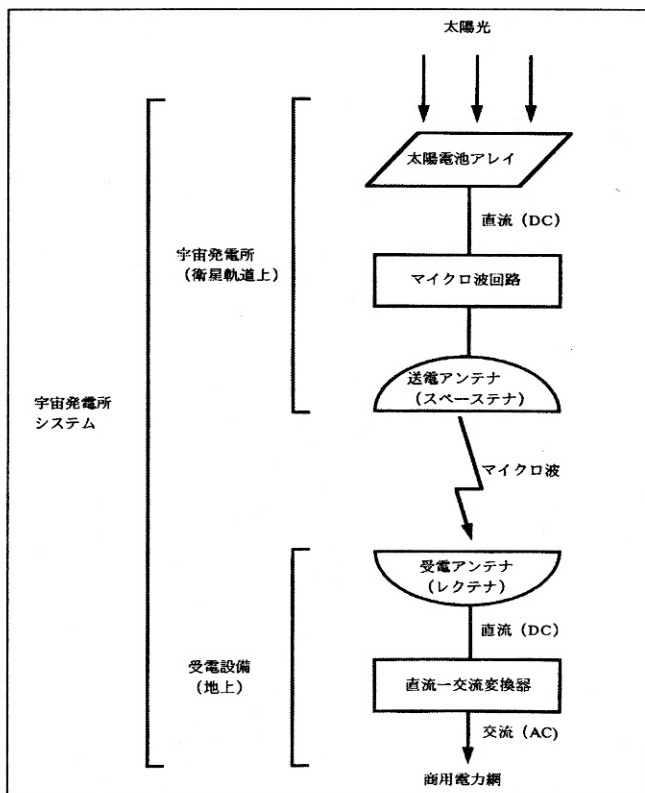 太陽光
太陽電池アレイ
直流（DC）
宇宙発電所
（衛星軌道上）
マイクロ波回路
送電アンテナ
（スペーステナ）
宇宙発電所
システム
マイクロ波
受電アンテナ
（レクテナ）
直流（DC）
受電設備
（地上）
直流ー交流変換器
交流（AC）
商用電力網